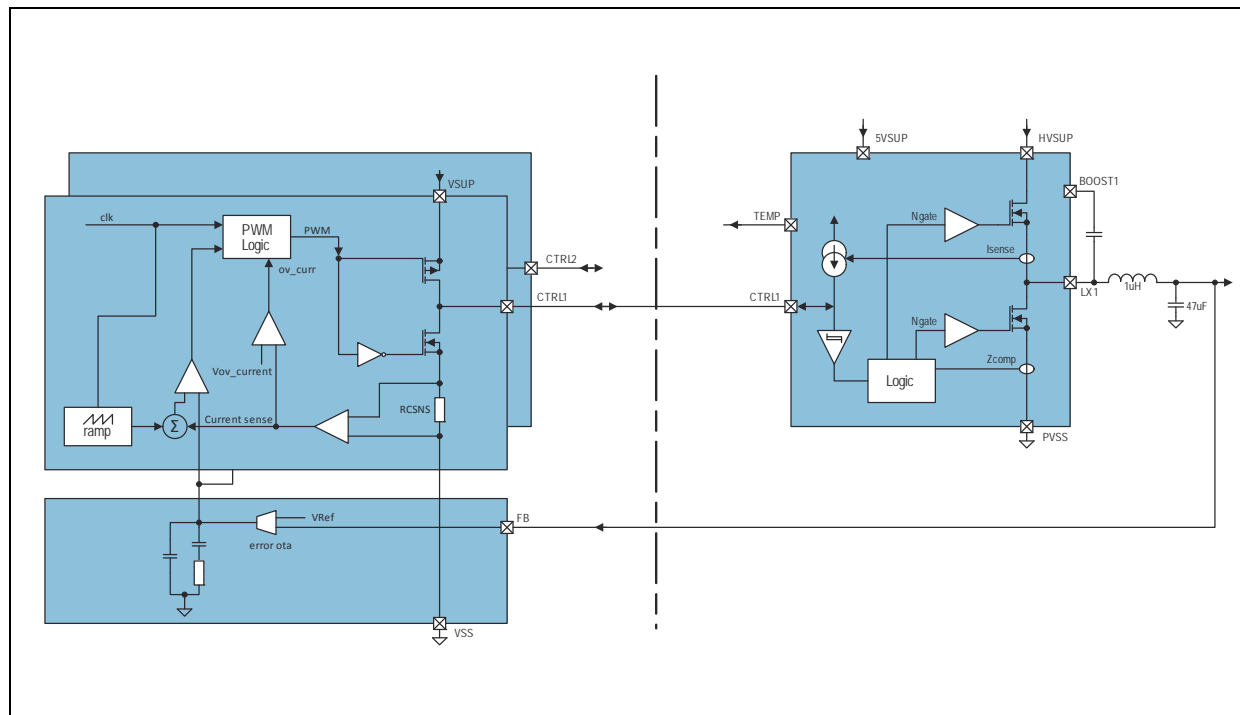 5VSUP
HVSUP
BOOST1
VSUP
clk
PWM
Logic
PWM
TEMP
Ngate
Isense
ov_curr
CTRL2
CTRL1
CTRL1
LX1
1uH
47uF
Vov_current
Ngate
Zcomp
Logic
RCSNS
ramp
Σ
Current sense
PVSS
VRef
FB
error ota
VSS